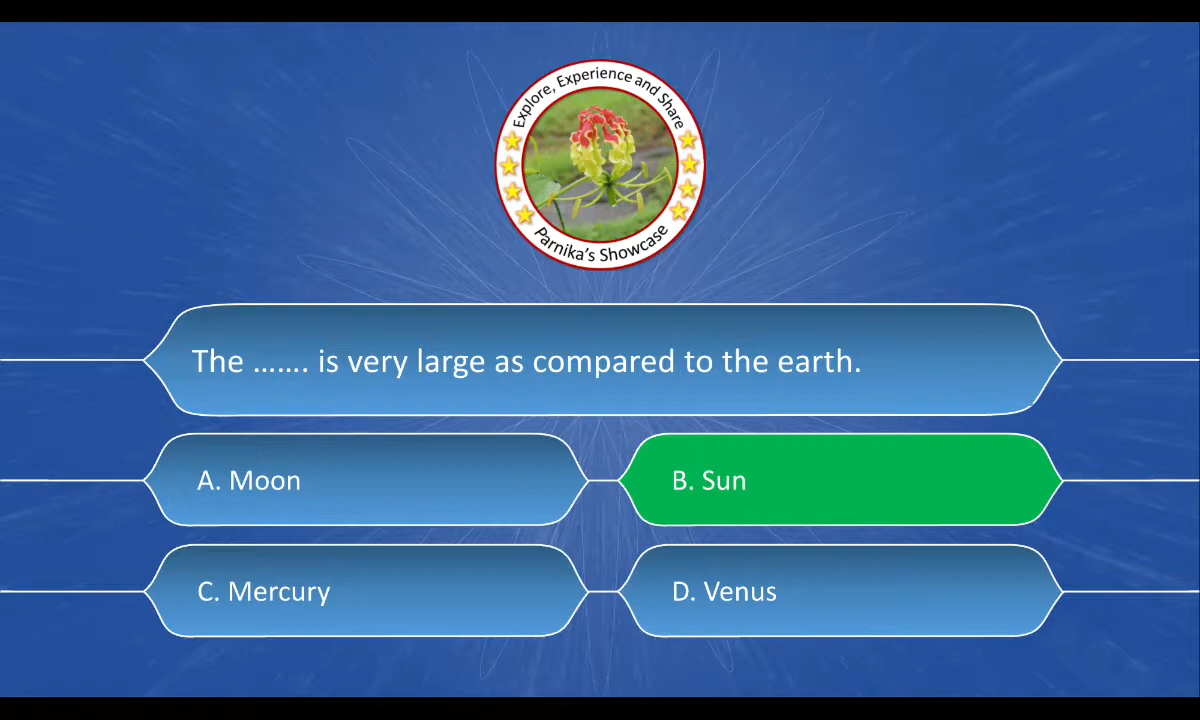 Explore, Experience and Share
Parnika's Showcase
The ....... is very large as compared to the earth.
A. Moon
B. Sun
C. Mercury
D. Venus